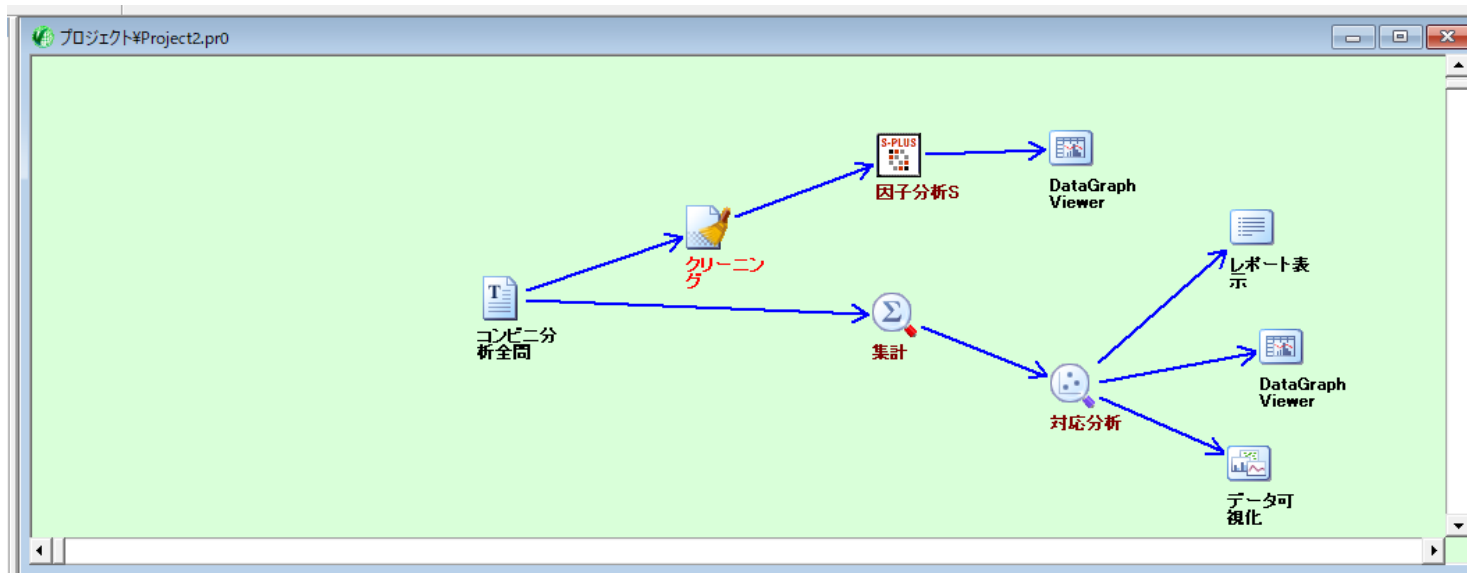 プロジェクト¥Project2.pr0
S-PLUS
因子分析S
DataGraph
Viewer
クリーニン
グ
レポート表
示
T
コンビニ分
析全問
Σ
集計
DataGraph
Viewer
対応分析
データ可
視化